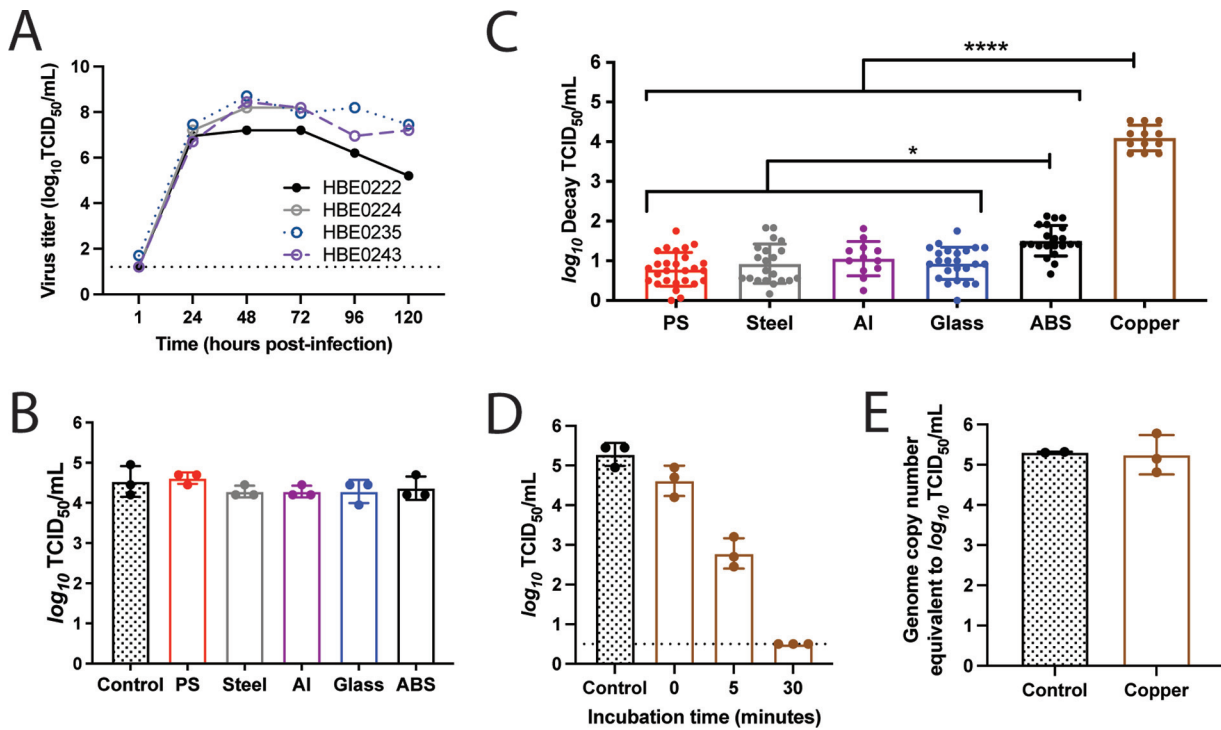 A
Virus titer (log10TCID50/mL)
10
8
6
4
2
0
HBE0222
HBE0224
HBE0235
HBE0243
1 24 48 72 96 120
Time (hours post-infection)
C
log10 Decay TCID50/mL
6
5
4
3
2
1
0
****
*
PS Steel Al Glass ABS Copper
B
log10 TCID50/mL
6
5
4
3
2
1
0
Control PS Steel Al Glass ABS
D
log10 TCID50/mL
6
5
4
3
2
1
0
Control 0 5 30
Incubation time (minutes)
E
Genome copy number
equivalent to log10 TCID50/mL
6
5
4
3
2
1
0
Control Copper